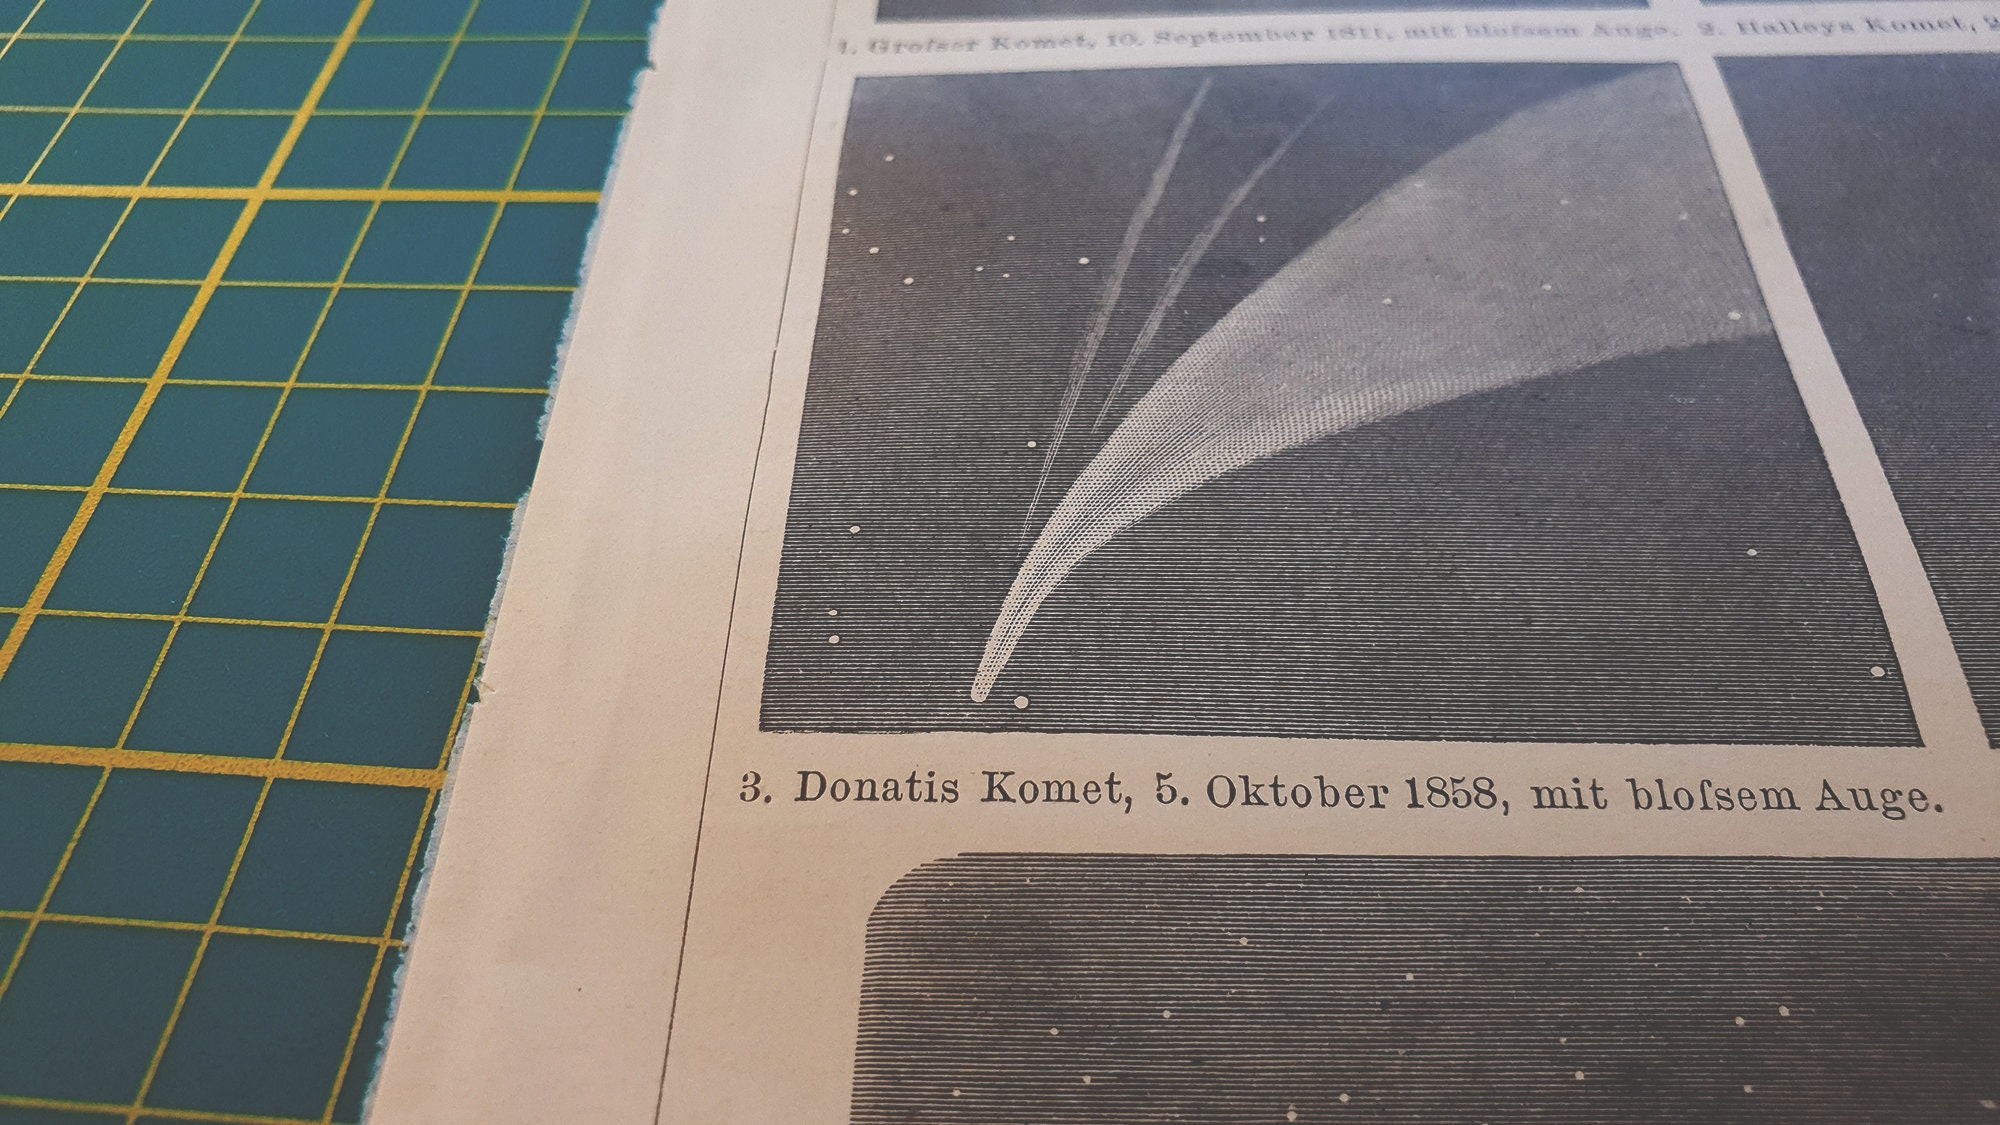 1. Groſser Komet, 10. September 1811, mit bloſsem Auge. 2. Halleys Komet, 2
3. Donatis Komet, 5. Oktober 1858, mit bloſsem Auge.